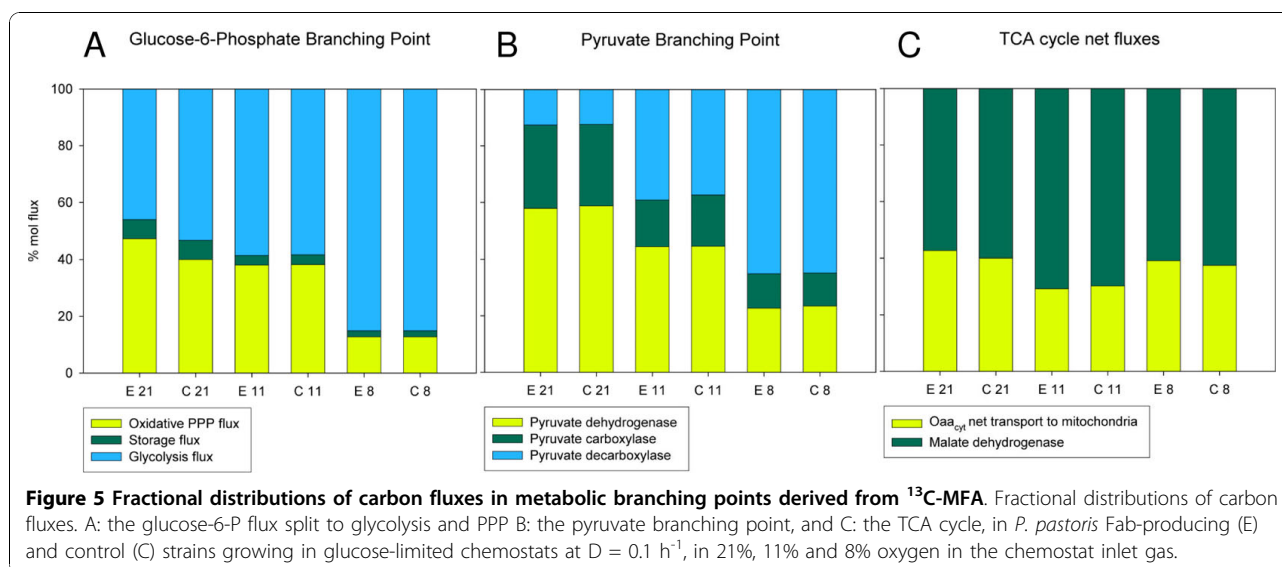 A Glucose-6-Phosphate Branching Point
100
80
60
40
20
0
% mol flux
E 21 C 21 E 11 C 11 E 8 C 8
Oxidative PPP flux
Storage flux
Glycolysis flux
B Pyruvate Branching Point
E 21 C 21 E 11 C 11 E 8 C 8
Pyruvate dehydrogenase
Pyruvate carboxylase
Pyruvate decarboxylase
C TCA cycle net fluxes
E 21 C 21 E 11 C 11 E 8 C 8
Oaacyt net transport to mitochondria
Malate dehydrogenase
Figure 5 Fractional distributions of carbon fluxes in metabolic branching points derived from ¹³C-MFA. Fractional distributions of carbon
fluxes. A: the glucose-6-P flux split to glycolysis and PPP B: the pyruvate branching point, and C: the TCA cycle, in P. pastoris Fab-producing (E)
and control (C) strains growing in glucose-limited chemostats at D = 0.1 h⁻¹, in 21%, 11% and 8% oxygen in the chemostat inlet gas.